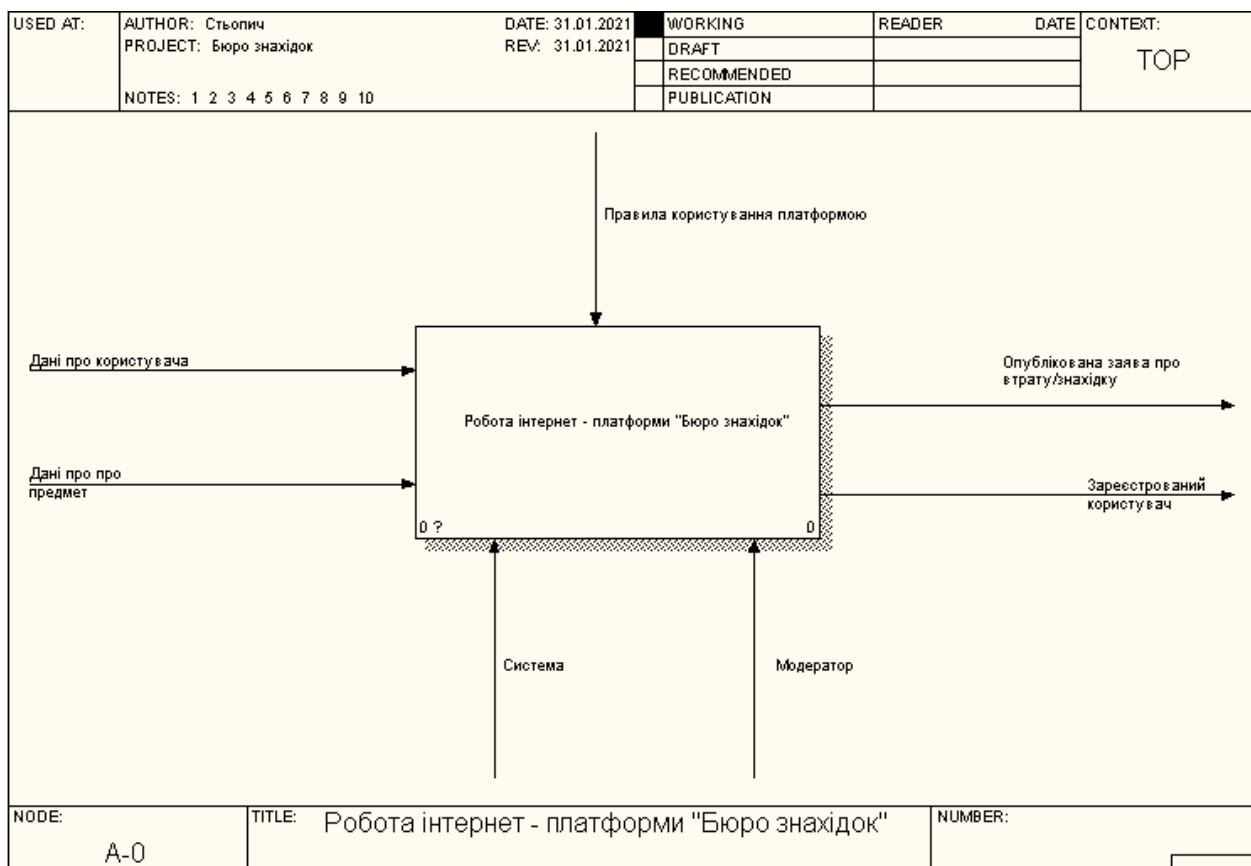 USED AT:
AUTHOR: Стьопич
DATE: 31.01.2021
PROJECT: Бюро знахідок
REV: 31.01.2021
NOTES: 1 2 3 4 5 6 7 8 9 10
WORKING
DRAFT
RECOMMENDED
PUBLICATION
READER
DATE
CONTEXT:
TOP
Правила користування платформою
Дані про користувача
Дані про про
предмет
Робота інтернет - платформи "Бюро знахідок"
0 ?
0
Опублікована заява про
втрату/знахідку
Зареєстрований
користувач
Система
Модератор
NODE:
A-0
TITLE:
Робота інтернет - платформи "Бюро знахідок"
NUMBER: